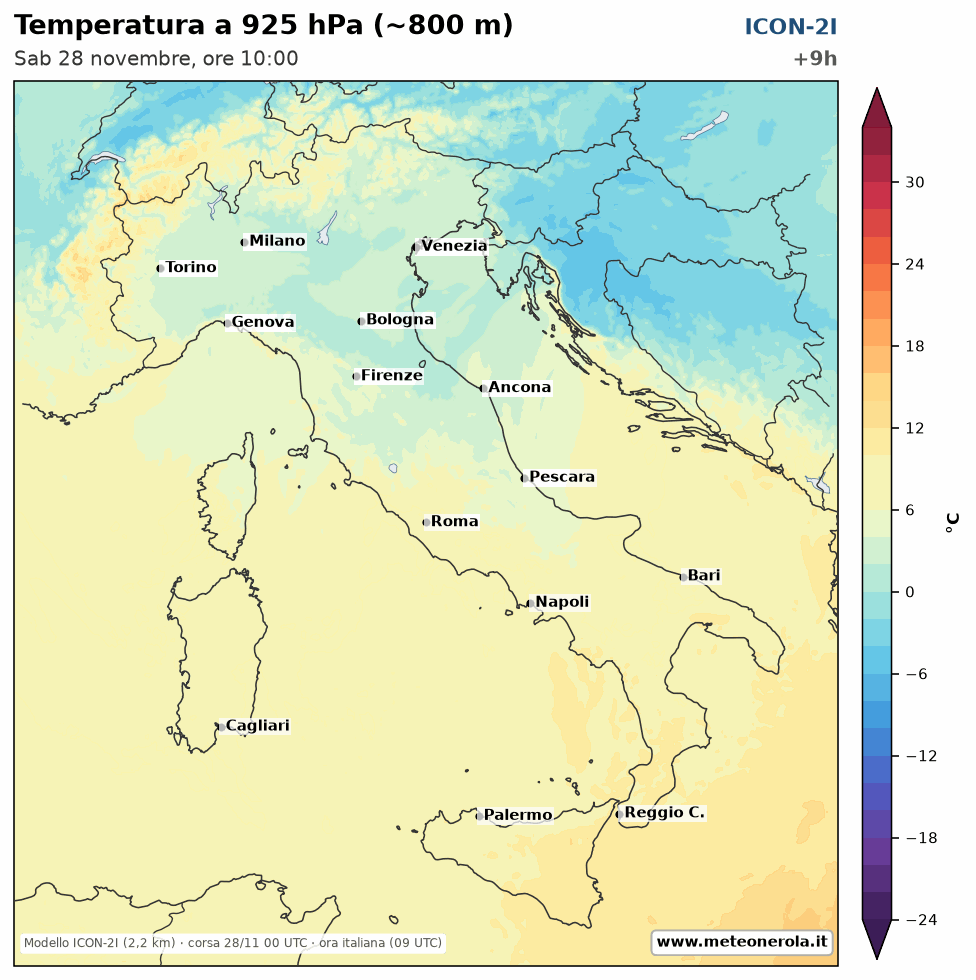 Temperatura a 925 hPa (~800 m)
ICON-2I
Sab 28 novembre, ore 10:00
+9h
Milano
Venezia
Torino
Genova
Bologna
Firenze
Ancona
Pescara
Roma
Bari
Napoli
Cagliari
Palermo
Reggio C.
30
24
18
12
6
0
−6
−12
−18
−24
°C
Modello ICON-2I (2,2 km) · corsa 28/11 00 UTC · ora italiana (09 UTC)
www.meteonerola.it